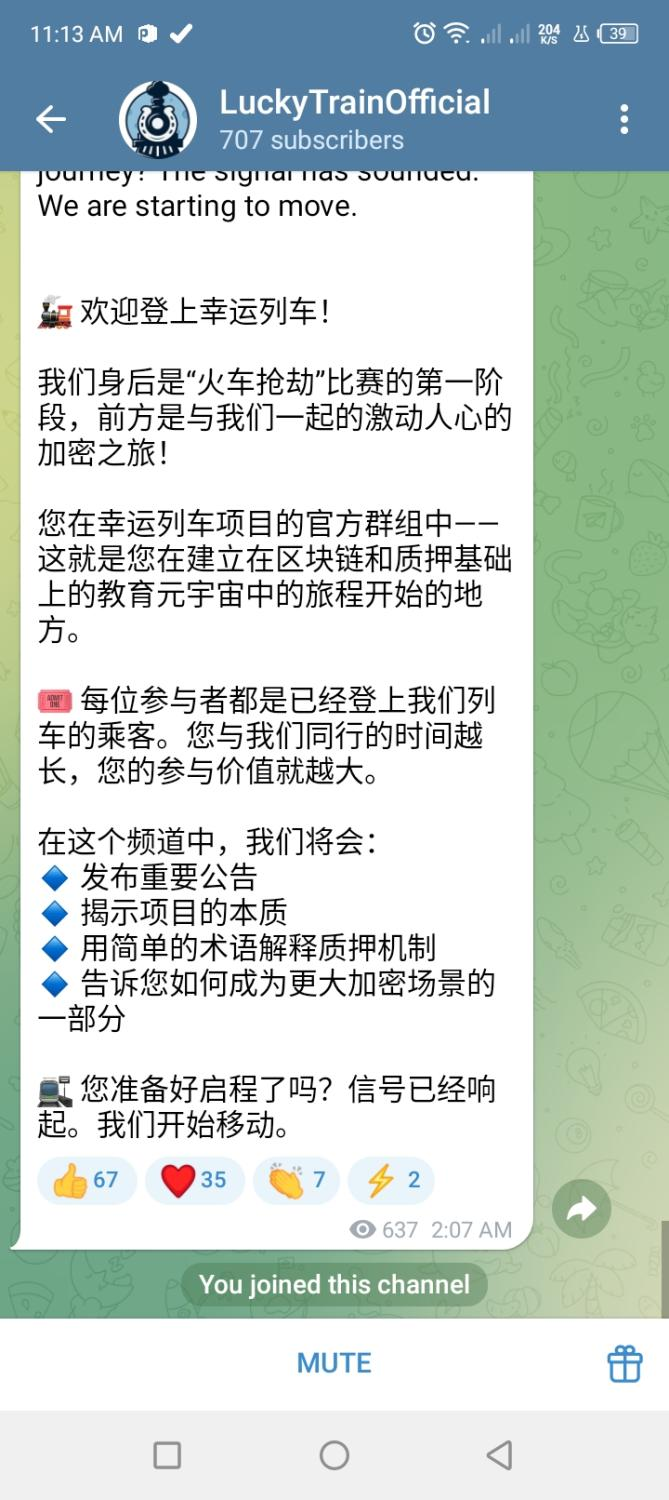 11:13 AM
204
K/S
39
LuckyTrainOfficial
707 subscribers
journey? The signal has sounded.
We are starting to move.
🚂 欢迎登上幸运列车！
我们身后是“火车抢劫”比赛的第一阶
段，前方是与我们一起的激动人心的
加密之旅！
您在幸运列车项目的官方群组中——
这就是您在建立在区块链和质押基础
上的教育元宇宙中的旅程开始的地
方。
🎟 每位参与者都是已经登上我们列
车的乘客。您与我们同行的时间越
长，您的参与价值就越大。
在这个频道中，我们将会：
🔹 发布重要公告
🔹 揭示项目的本质
🔹 用简单的术语解释质押机制
🔹 告诉您如何成为更大加密场景的
一部分
🚉 您准备好启程了吗？信号已经响
起。我们开始移动。
👍 67 ❤ 35 👏 7 ⚡ 2
637 2:07 AM
You joined this channel
MUTE